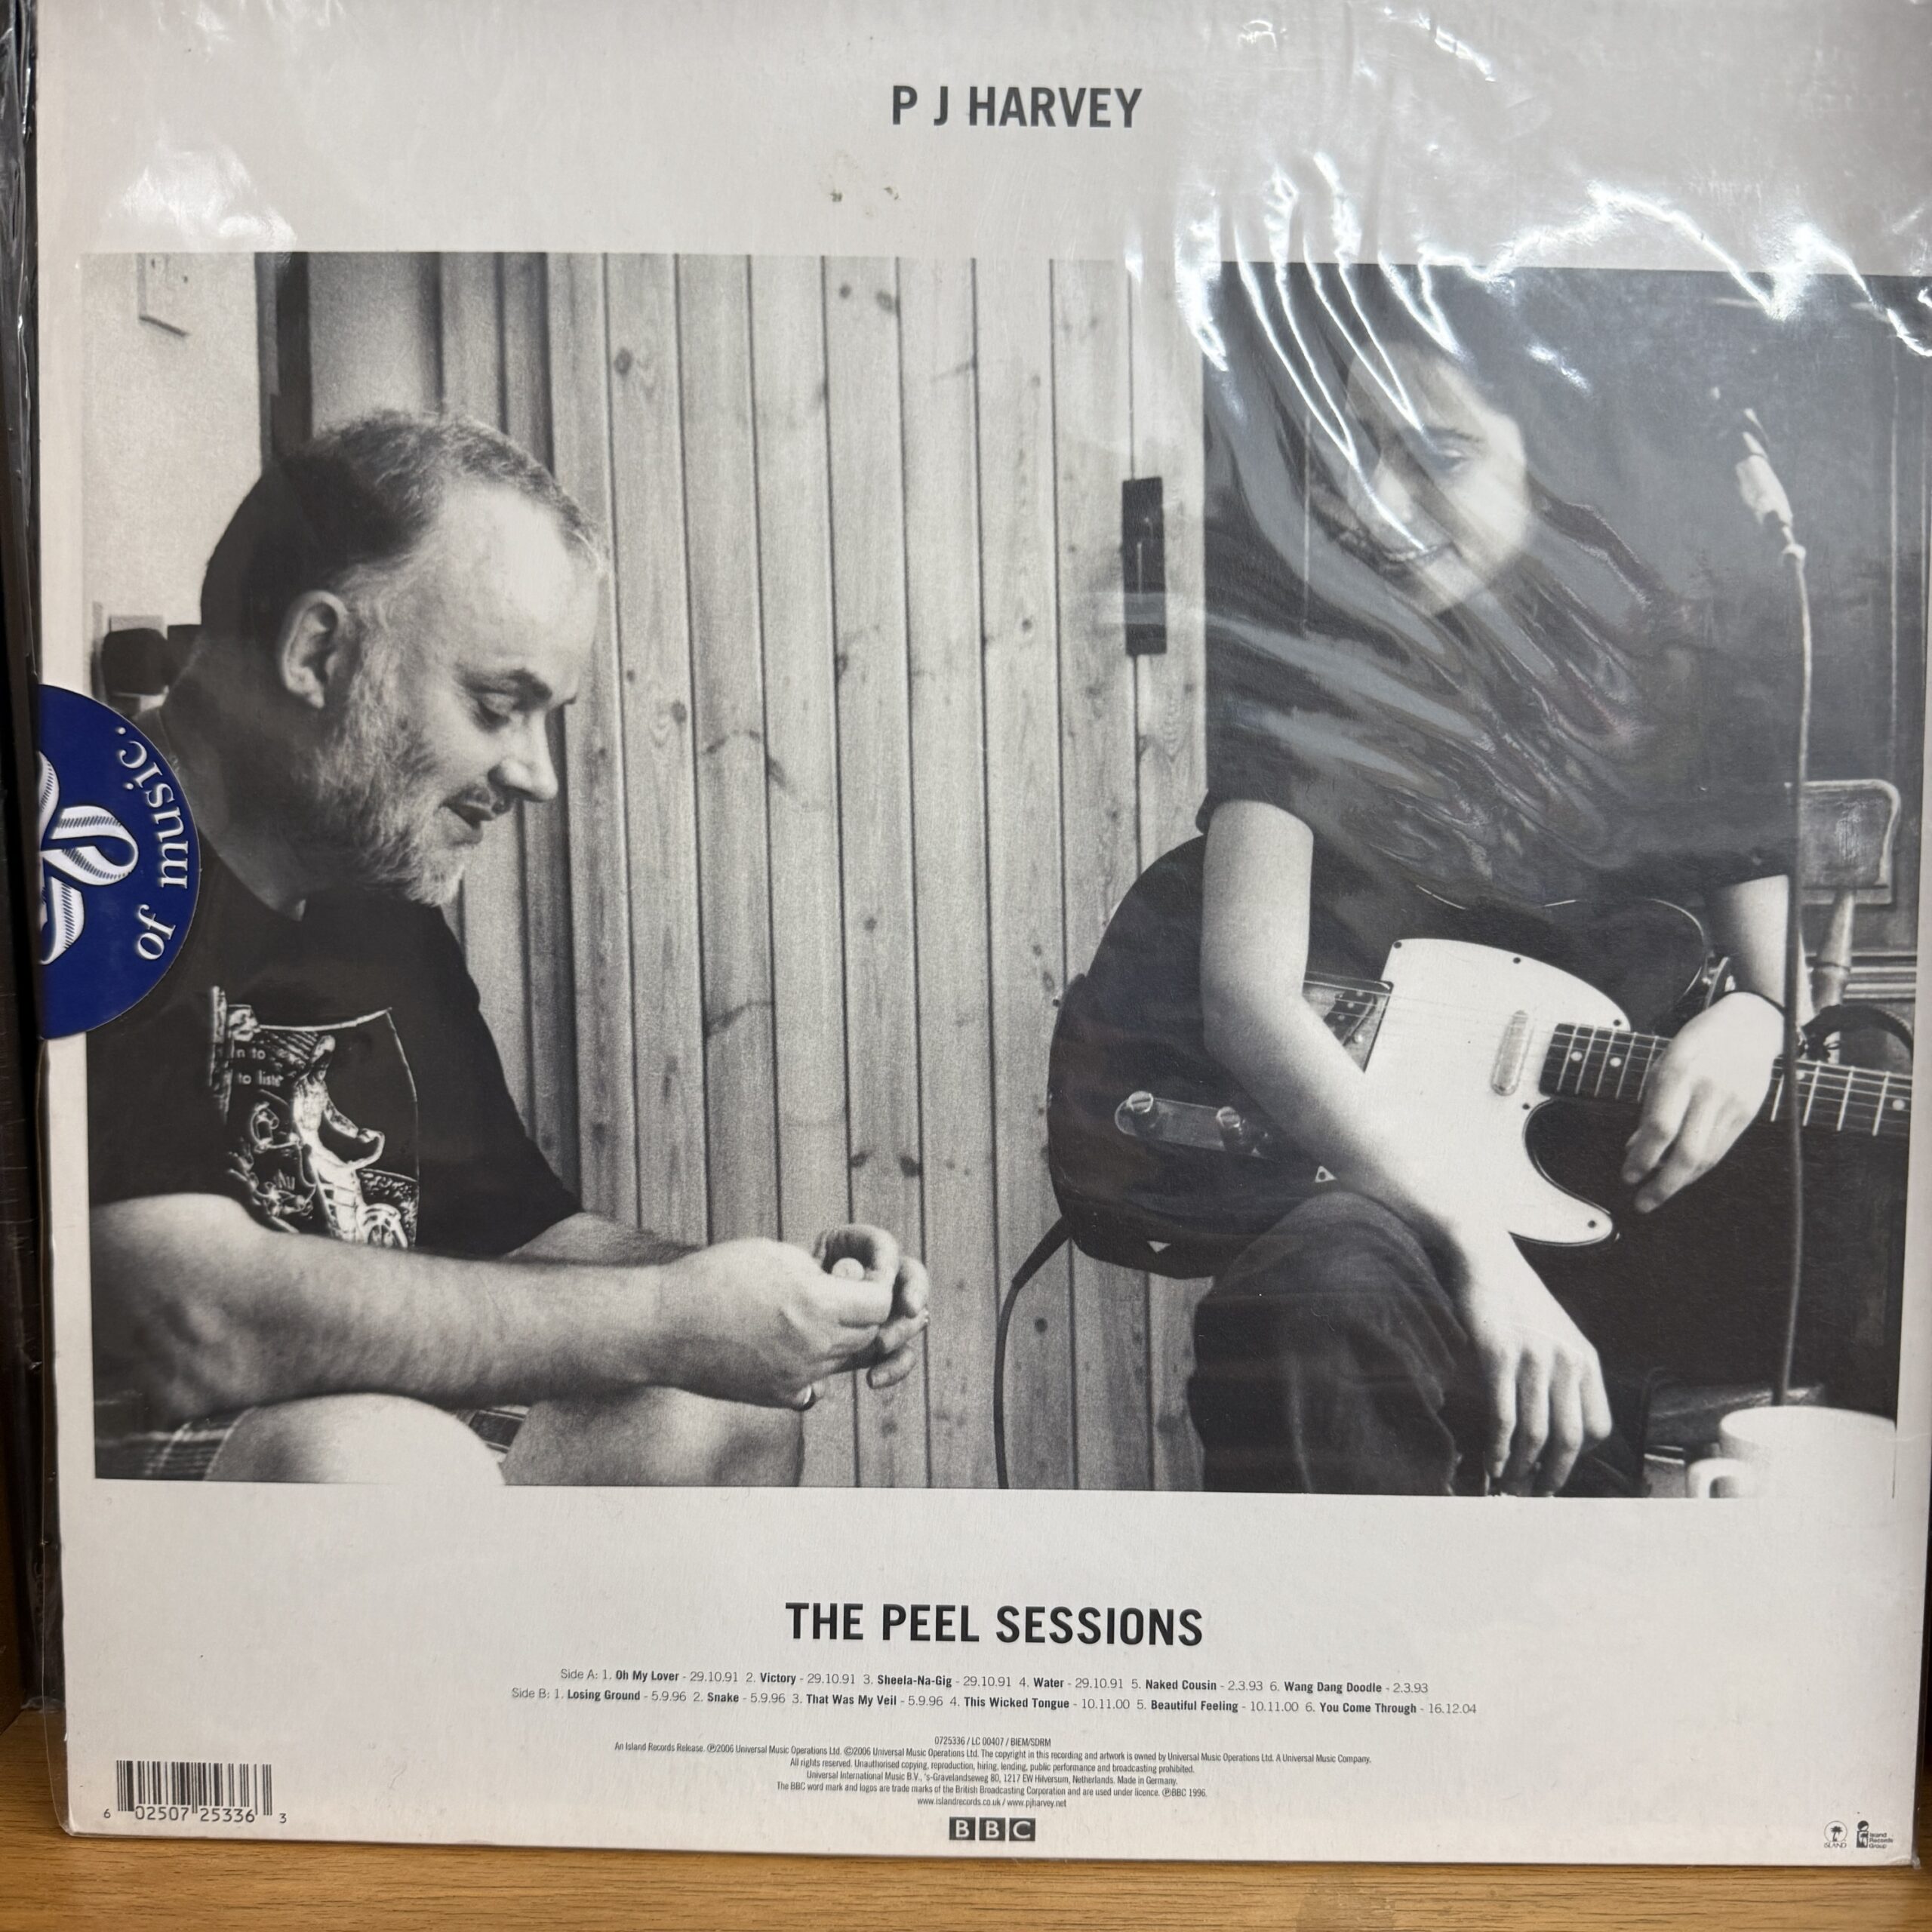 P J HARVEY
of music.
n to
to list
THE PEEL SESSIONS
Side A: 1. Oh My Lover - 29.10.91 2. Victory - 29.10.91 3. Sheela-Na-Gig - 29.10.91 4. Water - 29.10.91 5. Naked Cousin - 2.3.93 6. Wang Dang Doodle - 2.3.93
Side B: 1. Losing Ground - 5.9.96 2. Snake - 5.9.96 3. That Was My Veil - 5.9.96 4. This Wicked Tongue - 10.11.00 5. Beautiful Feeling - 10.11.00 6. You Come Through - 16.12.04
0725336 / LC 00407 / BIEM/SDRM
An Island Records Release. ℗2006 Universal Music Operations Ltd. ©2006 Universal Music Operations Ltd. The copyright in this recording and artwork is owned by Universal Music Operations Ltd. A Universal Music Company.
All rights reserved. Unauthorised copying, reproduction, hiring, lending, public performance and broadcasting prohibited.
Universal International Music B.V., 's-Gravelandseweg 80, 1217 EW Hilversum, Netherlands. Made in Germany.
The BBC word mark and logos are trade marks of the British Broadcasting Corporation and are used under licence. ℗BBC 1996.
www.islandrecords.co.uk / www.pjharvey.net
6 02507 25336 3
BBC
ISLAND
Island Records Group